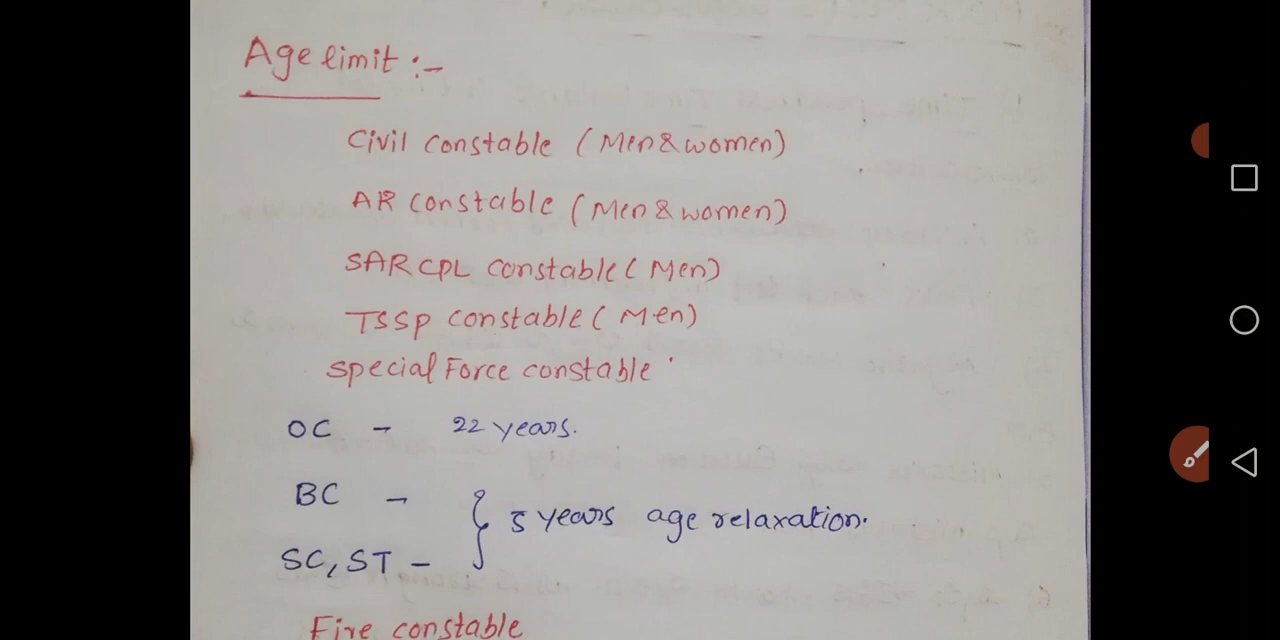 Age limit :-
Civil constable (Men & women)
AR constable (Men & women)
SAR CPL constable (Men)
TSSP constable (Men)
Special Force constable
OC - 22 years.
BC -
5 years age relaxation.
SC, ST -
Fire constable